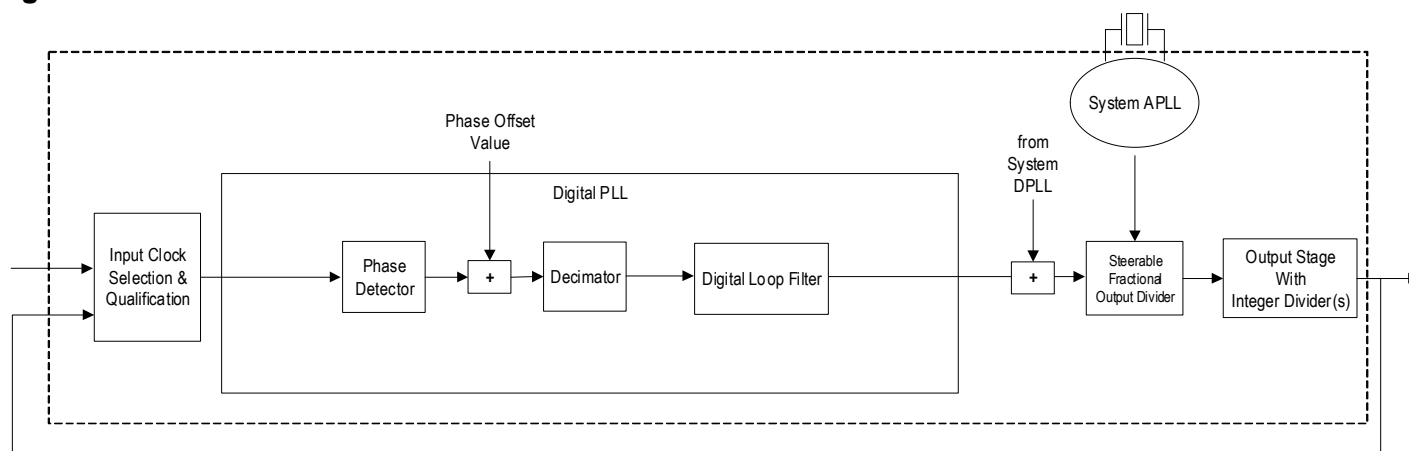 System APLL
Phase Offset
Value
from
System
DPLL
Digital PLL
Input Clock
Selection &
Qualification
Phase
Detector
+
Decimator
Digital Loop Filter
+
Steerable
Fractional
Output Divider
Output Stage
With
Integer Divider(s)